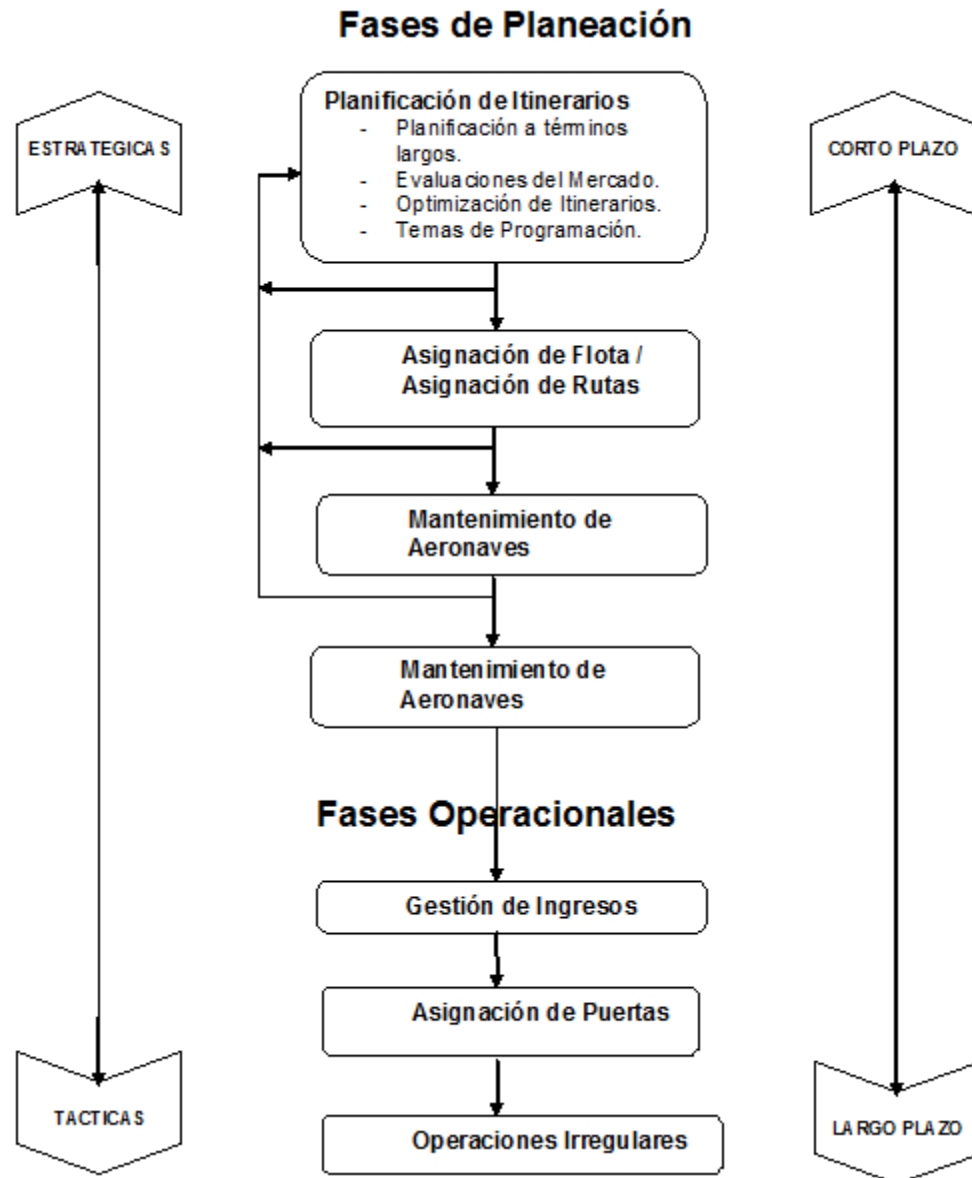 Fases de Planeación
Planificación de Itinerarios
- Planificación a términos
largos.
- Evaluaciones del Mercado.
- Optimización de Itinerarios.
- Temas de Programación.
ESTRATEGICAS
CORTO PLAZO
Asignación de Flota /
Asignación de Rutas
Mantenimiento de
Aeronaves
Mantenimiento de
Aeronaves
Fases Operacionales
Gestión de Ingresos
Asignación de Puertas
TACTICAS
LARGO PLAZO
Operaciones Irregulares